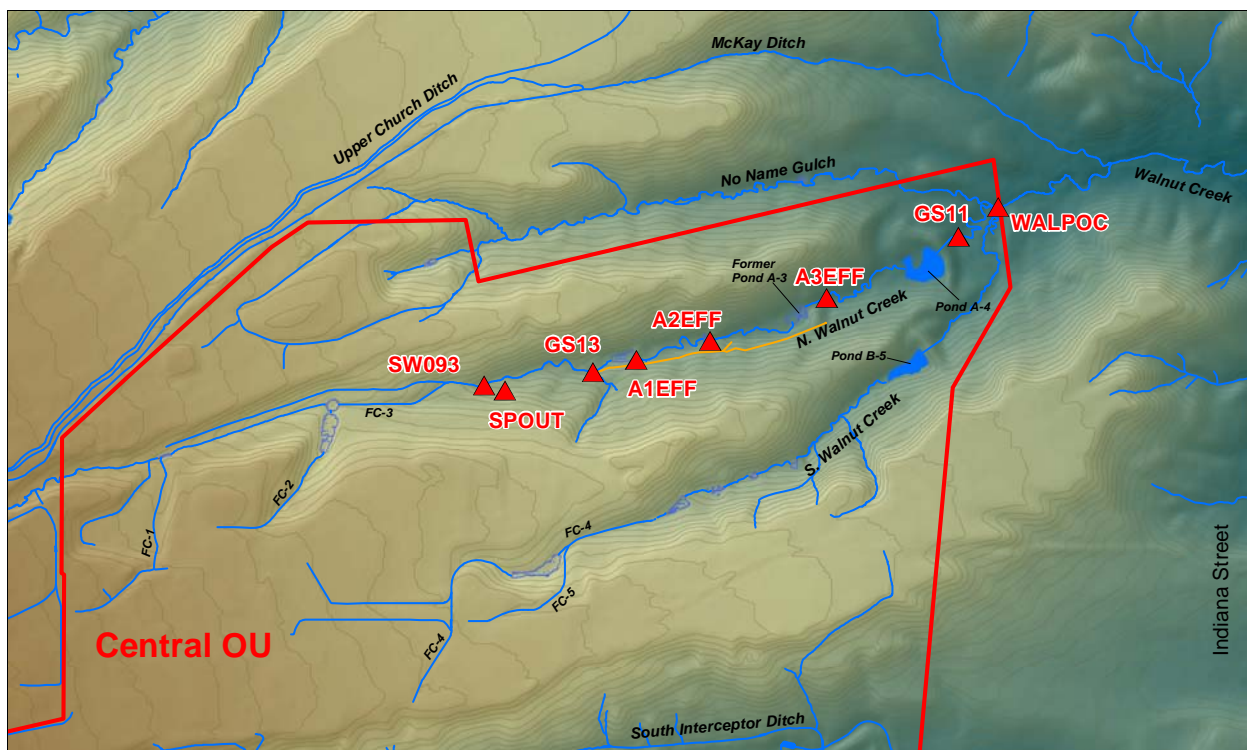 McKay Ditch
Upper Church Ditch
No Name Gulch
Walnut Creek
GS11
WALPOC
Former
Pond A-3
A3EFF
Pond A-4
N. Walnut Creek
A2EFF
GS13
A1EFF
Pond B-5
SW093
SPOUT
FC-3
S. Walnut Creek
FC-2
FC-1
FC-4
FC-5
FC-4
Central OU
Indiana Street
South Interceptor Ditch